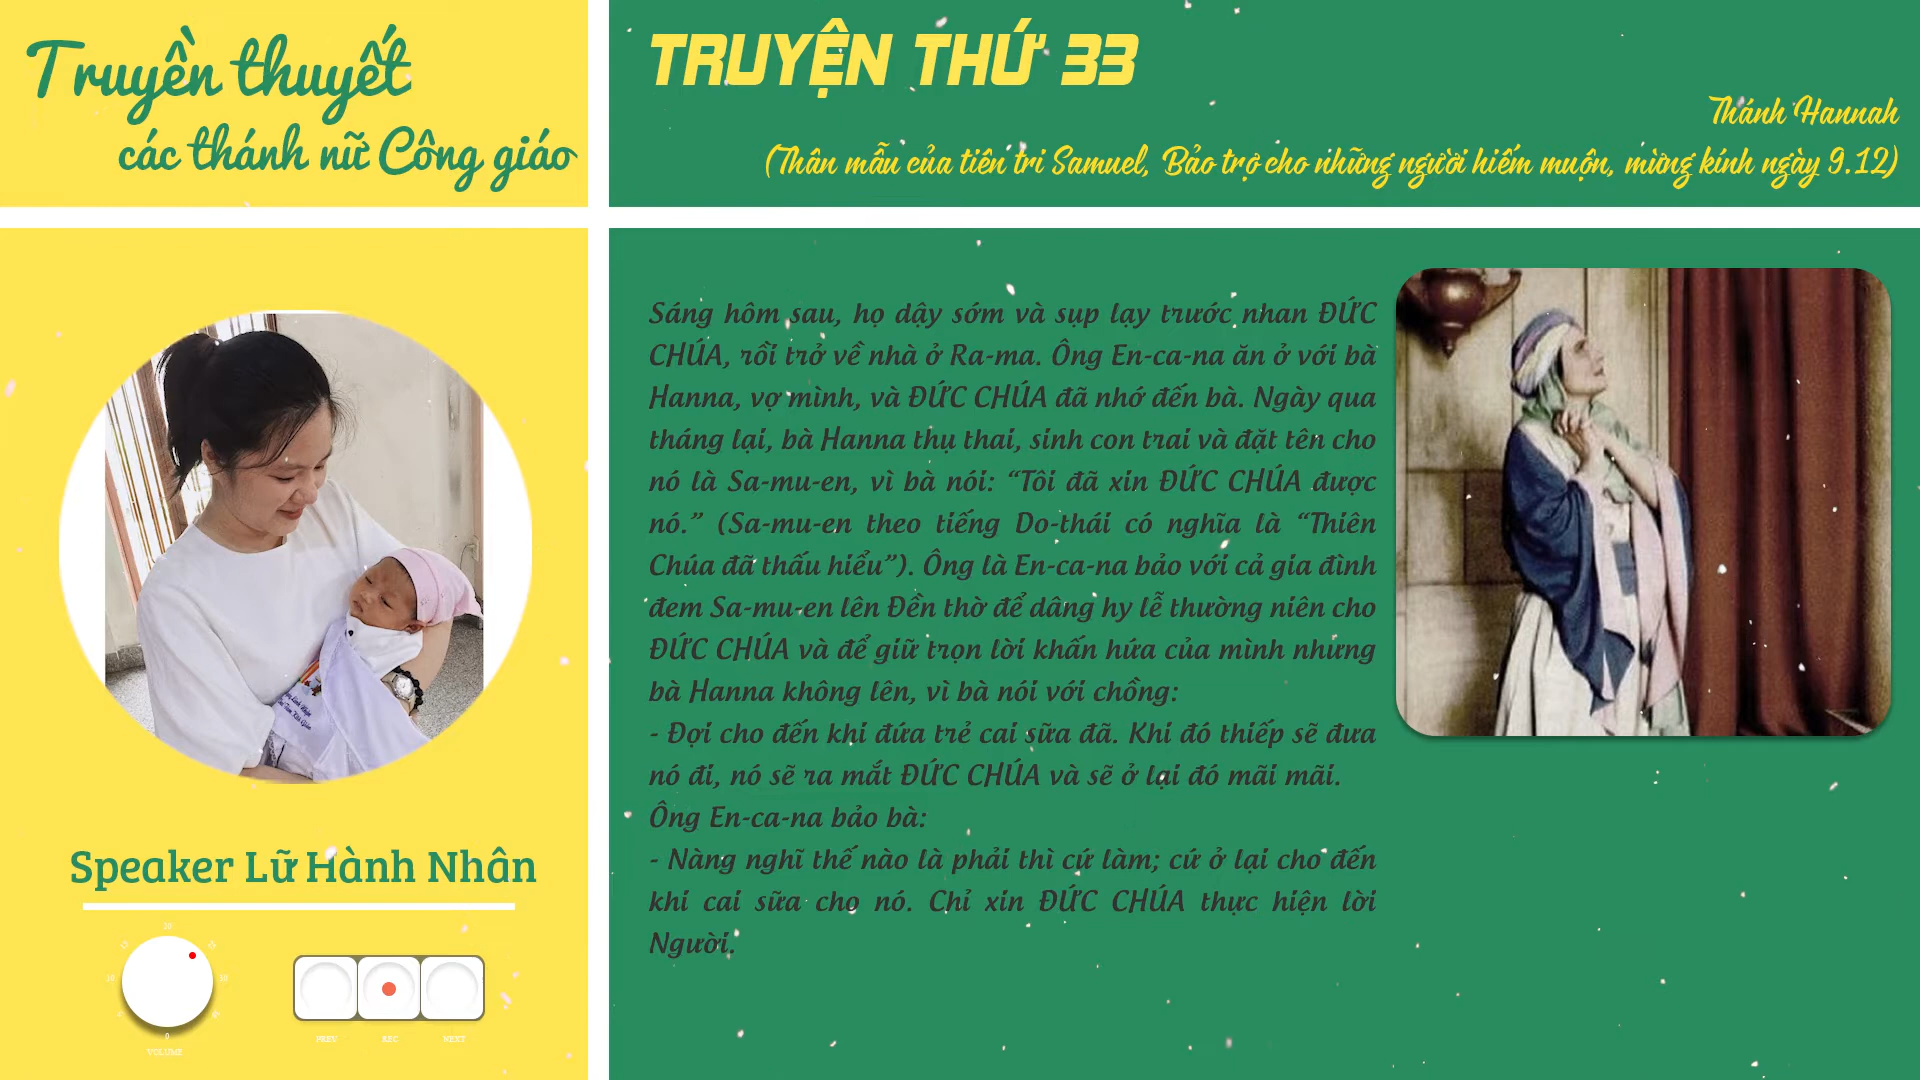 Truyền thuyết
các thánh nữ Công giáo
TRUYỆN THỨ 33
Thánh Hannah
(Thân mẫu của tiên tri Samuel, Bảo trợ cho những người hiếm muộn, mừng kính ngày 9.12)
Sáng hôm sau, họ dậy sớm và sụp lạy trước nhan ĐỨC
CHÚA, rồi trở về nhà ở Ra-ma. Ông En-ca-na ăn ở với bà
Hanna, vợ mình, và ĐỨC CHÚA đã nhớ đến bà. Ngày qua
tháng lại, bà Hanna thụ thai, sinh con trai và đặt tên cho
nó là Sa-mu-en, vì bà nói: “Tôi đã xin ĐỨC CHÚA được
nó.” (Sa-mu-en theo tiếng Do-thái có nghĩa là “Thiên
Chúa đã thấu hiểu”). Ông là En-ca-na bảo với cả gia đình
đem Sa-mu-en lên Đền thờ để dâng hy lễ thường niên cho
ĐỨC CHÚA và để giữ trọn lời khấn hứa của mình nhưng
bà Hanna không lên, vì bà nói với chồng:
- Đợi cho đến khi đứa trẻ cai sữa đã. Khi đó thiếp sẽ đưa
nó đi, nó sẽ ra mắt ĐỨC CHÚA và sẽ ở lại đó mãi mãi.
Ông En-ca-na bảo bà:
- Nàng nghĩ thế nào là phải thì cứ làm; cứ ở lại cho đến
khi cai sữa cho nó. Chỉ xin ĐỨC CHÚA thực hiện lời
Người.
Speaker Lữ Hành Nhân
20
10
30
0
VOLUME
PREV REC NEXT